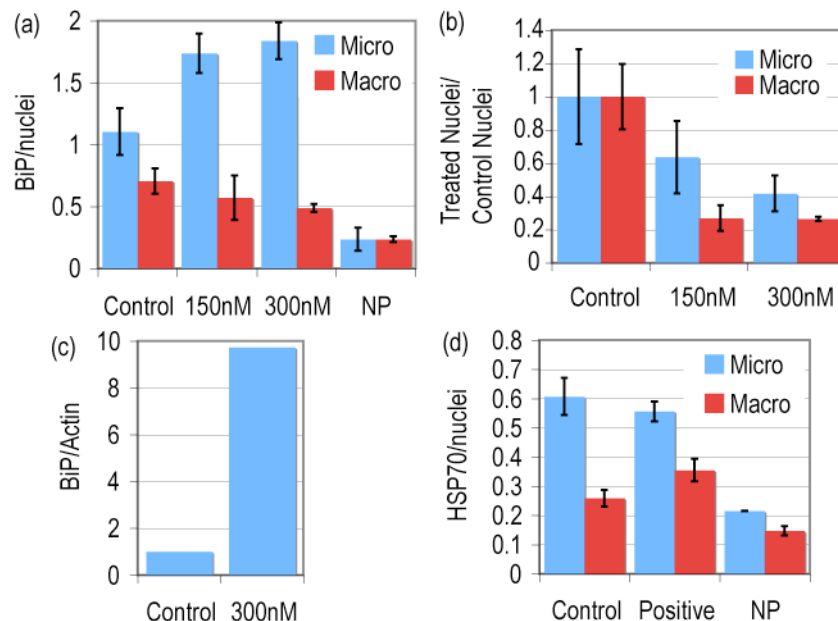 (a)
BiP/nuclei
2
1.5
1
0.5
0
Micro
Macro
Control 150nM 300nM NP
(b)
Treated Nuclei/
Control Nuclei
1.4
1.2
1
0.8
0.6
0.4
0.2
0
Micro
Macro
Control 150nM 300nM
(c)
BiP/Actin
10
8
6
4
2
0
Control 300nM
(d)
HSP70/nuclei
0.8
0.7
0.6
0.5
0.4
0.3
0.2
0.1
0
Micro
Macro
Control Positive NP